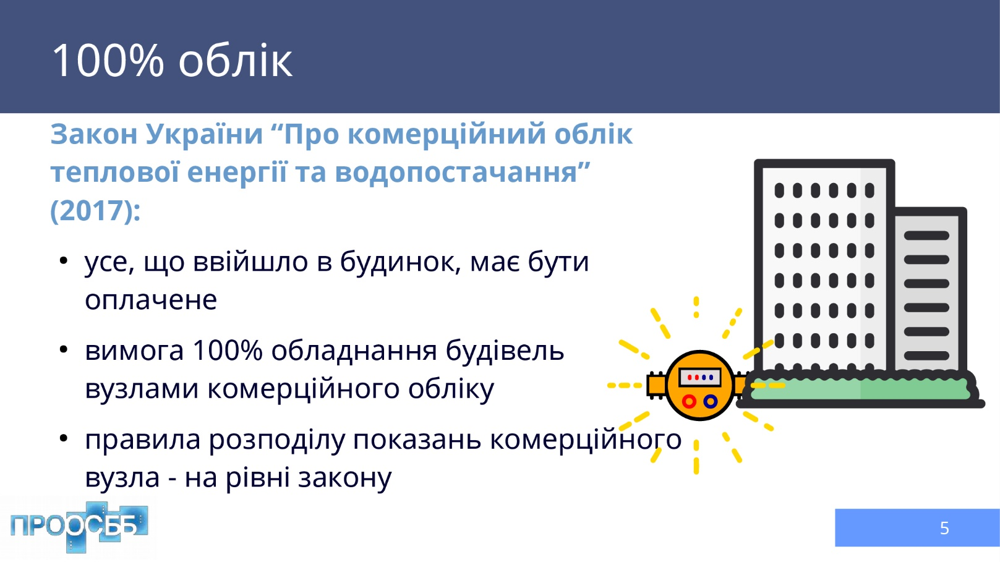 100% облік
Закон України “Про комерційний облік
теплової енергії та водопостачання”
(2017):
• усе, що ввійшло в будинок, має бути
оплачене
• вимога 100% обладнання будівель
вузлами комерційного обліку
• правила розподілу показань комерційного
вузла - на рівні закону
ПРООСББ
5